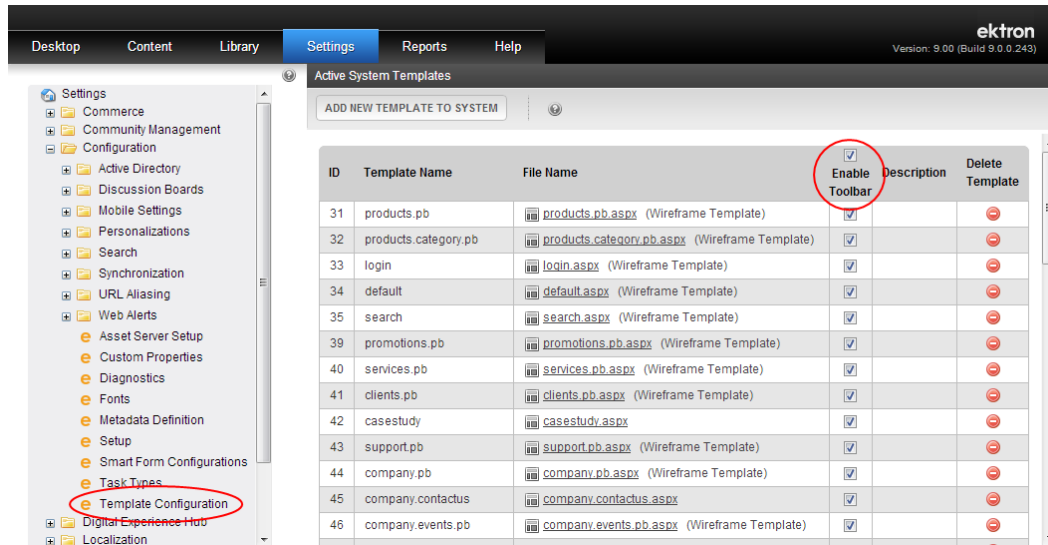 ektron
Version: 9.00 (Build 9.0.0.243)
Desktop Content Library Settings Reports Help
Settings
Commerce
Community Management
Configuration
Active Directory
Discussion Boards
Mobile Settings
Personalizations
Search
Synchronization
URL Aliasing
Web Alerts
Asset Server Setup
Custom Properties
Diagnostics
Fonts
Metadata Definition
Setup
Smart Form Configurations
Task Types
Template Configuration
Digital Experience Hub
Localization
Active System Templates
ADD NEW TEMPLATE TO SYSTEM
ID Template Name File Name Enable Toolbar Description Delete Template
31 products.pb products.pb.aspx (Wireframe Template)
32 products.category.pb products.category.pb.aspx (Wireframe Template)
33 login login.aspx (Wireframe Template)
34 default default.aspx (Wireframe Template)
35 search search.aspx (Wireframe Template)
39 promotions.pb promotions.pb.aspx (Wireframe Template)
40 services.pb services.pb.aspx (Wireframe Template)
41 clients.pb clients.pb.aspx (Wireframe Template)
42 casestudy casestudy.aspx
43 support.pb support.pb.aspx (Wireframe Template)
44 company.pb company.pb.aspx (Wireframe Template)
45 company.contactus company.contactus.aspx
46 company.events.pb company.events.pb.aspx (Wireframe Template)